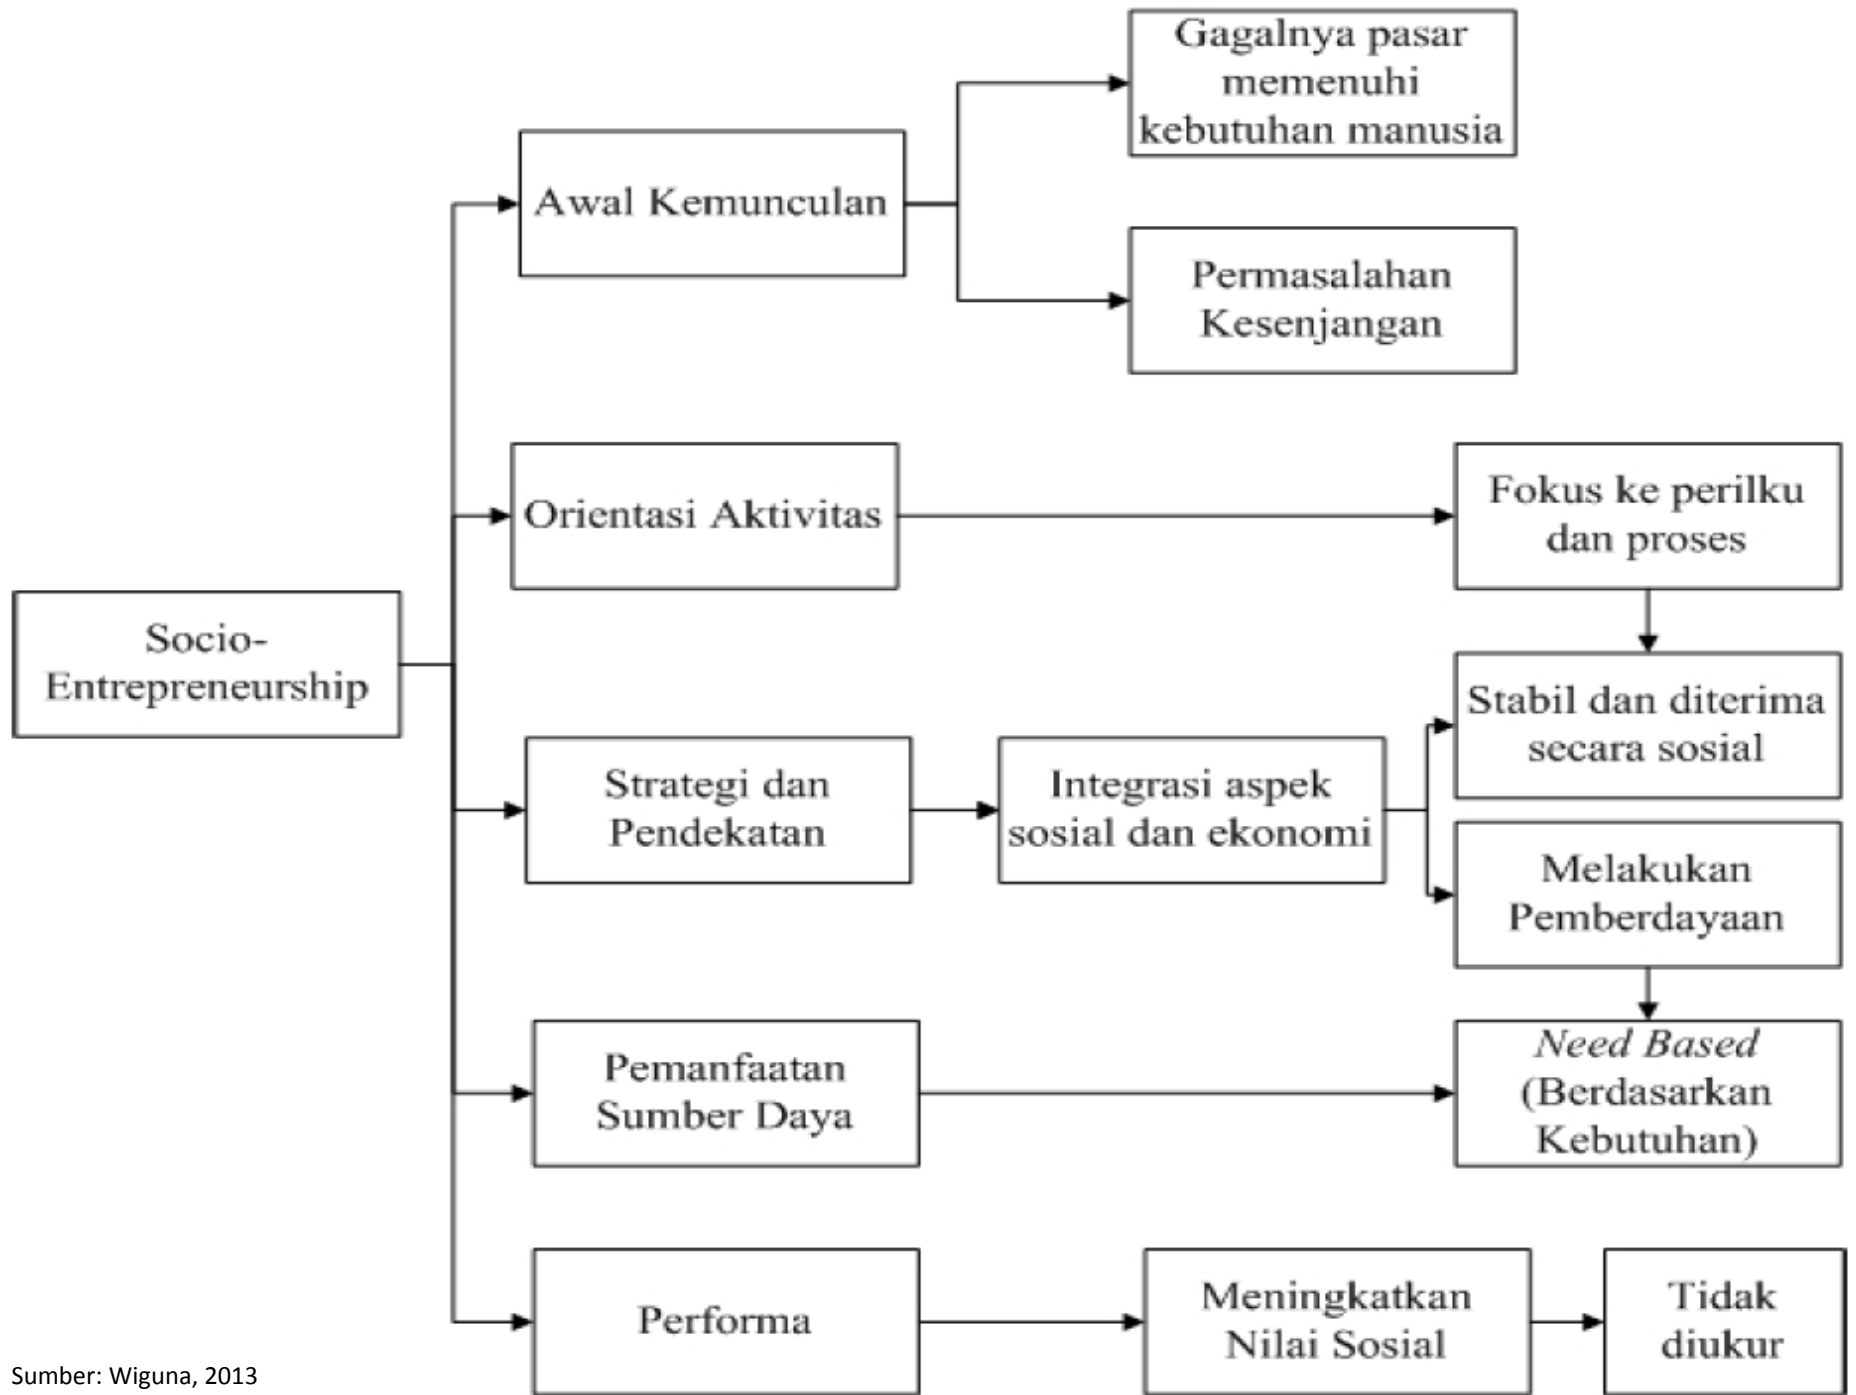 Gagalnya pasar
memenuhi
kebutuhan manusia
Awal Kemunculan
Permasalahan
Kesenjangan
Orientasi Aktivitas
Fokus ke perilku
dan proses
Socio-
Entrepreneurship
Stabil dan diterima
secara sosial
Strategi dan
Pendekatan
Integrasi aspek
sosial dan ekonomi
Melakukan
Pemberdayaan
Pemanfaatan
Sumber Daya
Need Based
(Berdasarkan
Kebutuhan)
Performa
Meningkatkan
Nilai Sosial
Tidak
diukur
Sumber: Wiguna, 2013